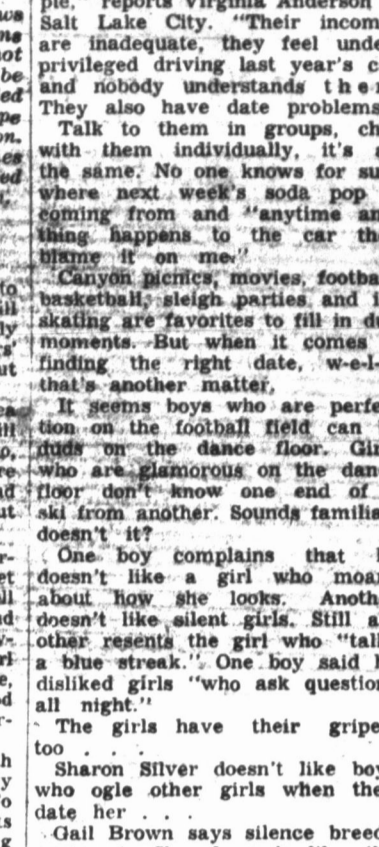 ple," reports Virginia Anderson
Salt Lake City. "Their incom
are inadequate, they feel unde
privileged driving last year's c
and nobody understands the
They also have date problems
Talk to them in groups, ch
with them individually, it's
the same. No one knows for su
where next week's soda pop
coming from and "anytime an
thing happens to the car the
blame it on me."
Canyon picnics, movies, footba
basketball, sleigh parties and i
skating are favorites to fill in du
moments. But when it comes
finding the right date, w-e-l-
that's another matter.
It seems boys who are perfe
tion on the football field can
duds on the dance floor. Gir
who are glamorous on the dan
floor don't know one end of
ski from another. Sounds familia
doesn't it?
One boy complains that
doesn't like a girl who moa
about how she looks. Anoth
doesn't like silent girls. Still a
other resents the girl who "tal
a blue streak." One boy said
disliked girls "who ask question
all night."
The girls have their gripe
too . . .
Sharon Silver doesn't like boy
who ogle other girls when the
date her . . .
Gail Brown says silence breed